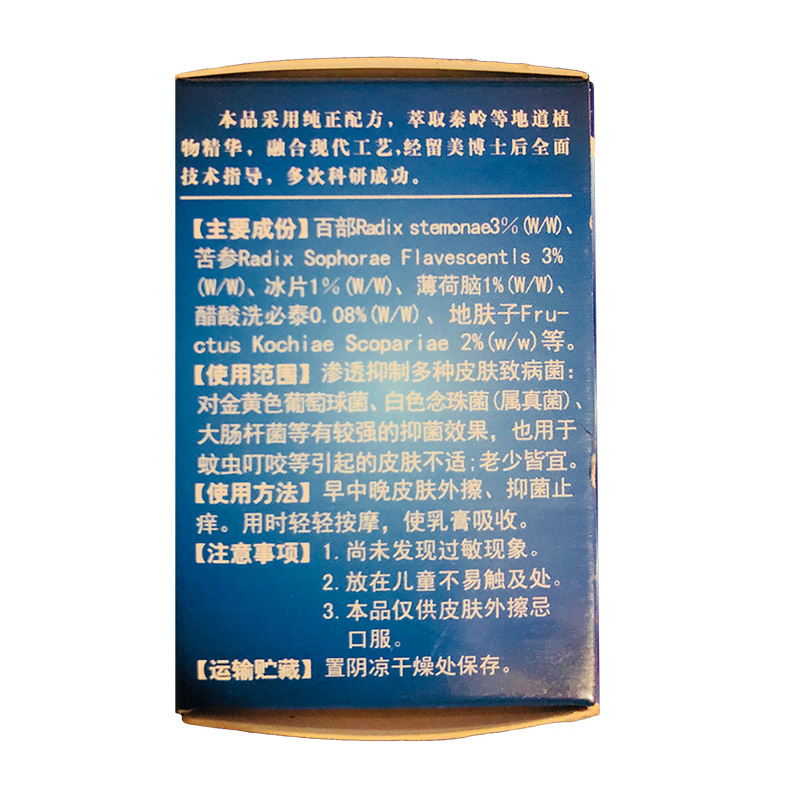 本品采用纯正配方，萃取秦岭等地道植
物精华，融合现代工艺,经留美博士后全面
技术指导，多次科研成功。
【主要成份】百部Radix stemonae3%(W/W)、
苦参Radix Sophorae Flavescentls 3%
(W/W)、冰片1%(W/W)、薄荷脑1%(W/W)、
醋酸洗必泰0.08%(W/W)、地肤子Fru-
ctus Kochiae Scopariae 2%(w/w)等。
【使用范围】渗透抑制多种皮肤致病菌：
对金黄色葡萄球菌、白色念珠菌(属真菌)、
大肠杆菌等有较强的抑菌效果，也用于
蚊虫叮咬等引起的皮肤不适;老少皆宜。
【使用方法】早中晚皮肤外擦、抑菌止
痒。用时轻轻按摩，使乳膏吸收。
【注意事项】1.尚未发现过敏现象。
2.放在儿童不易触及处。
3.本品仅供皮肤外擦忌
口服。
【运输贮藏】置阴凉干燥处保存。